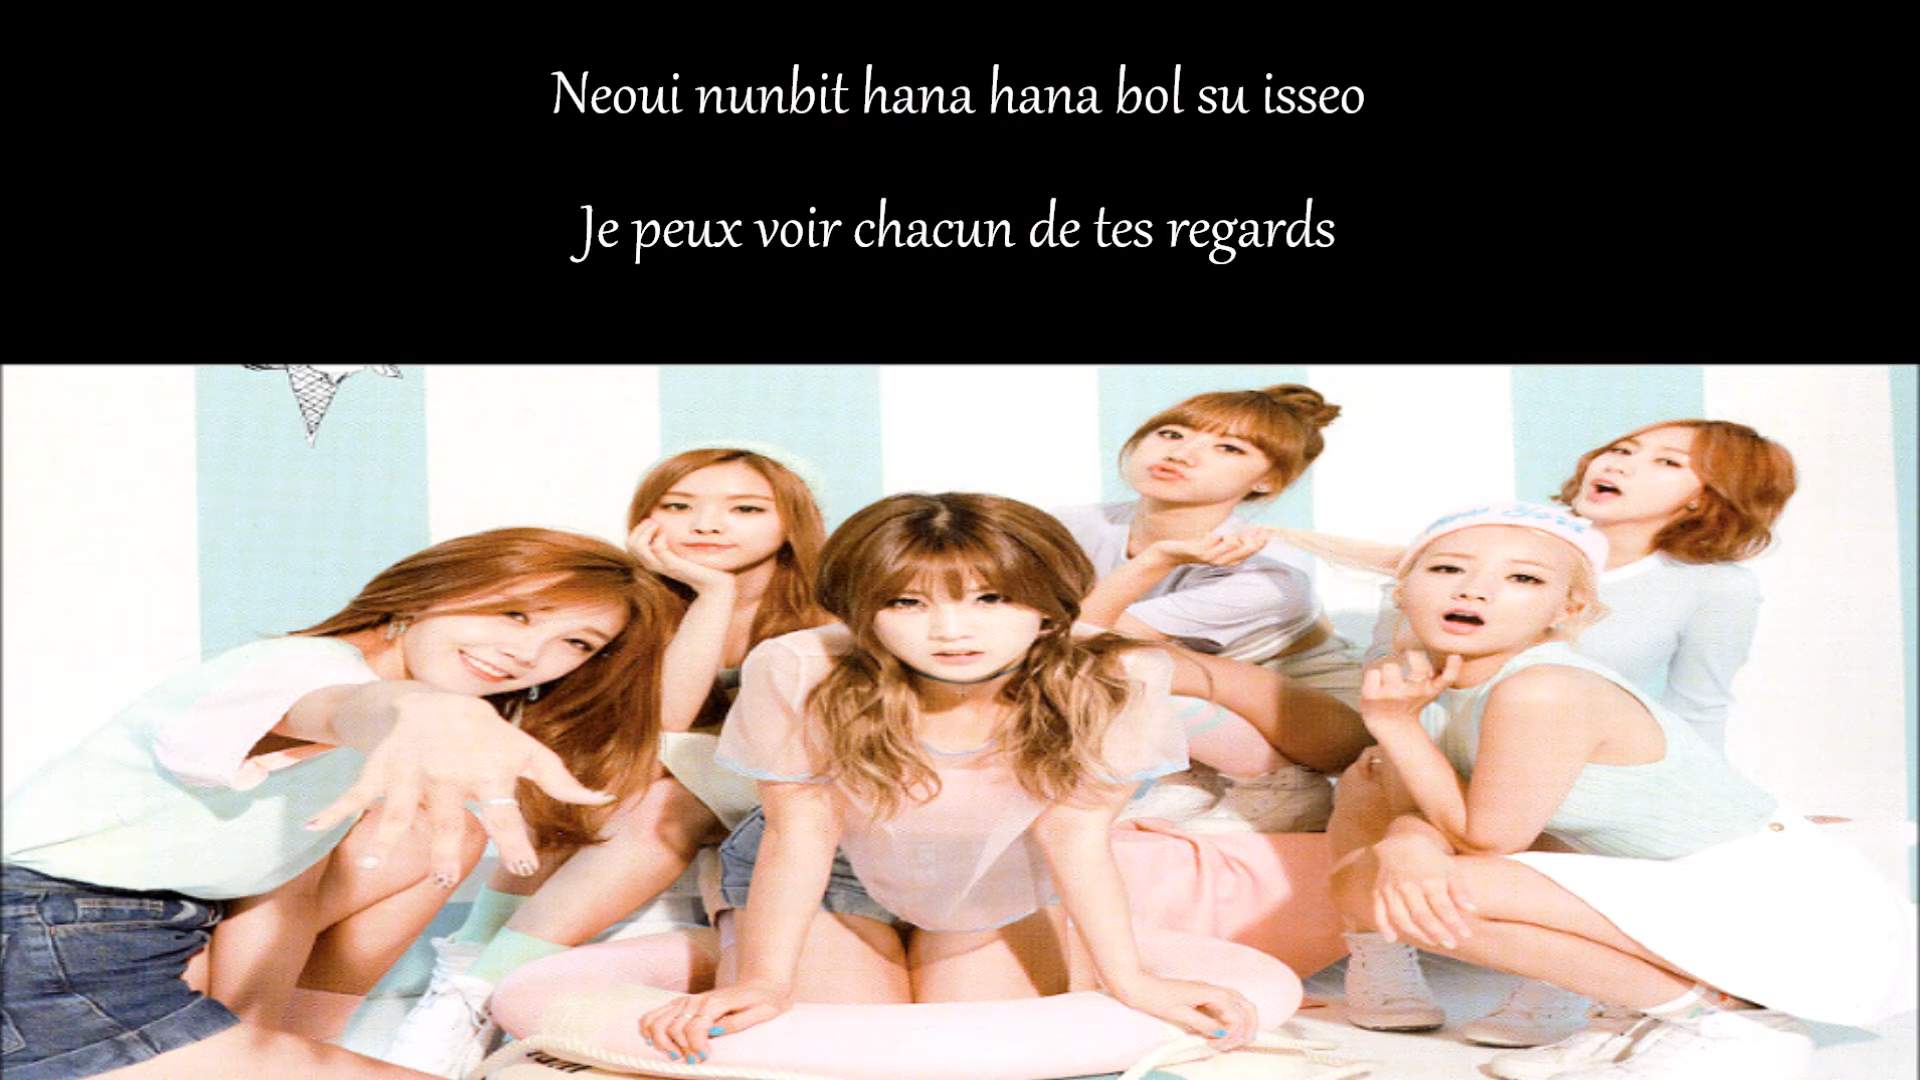 Neoui nunbit hana hana bol su isseo
Je peux voir chacun de tes regards